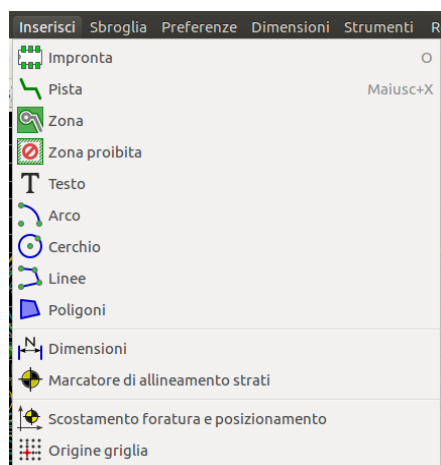 Inserisci Sbroglia Preferenze Dimensioni Strumenti R
Impronta O
Pista Maiusc+X
Zona
Zona proibita
Testo
Arco
Cerchio
Linee
Poligoni
N Dimensioni
Marcatore di allineamento strati
Scostamento foratura e posizionamento
Origine griglia